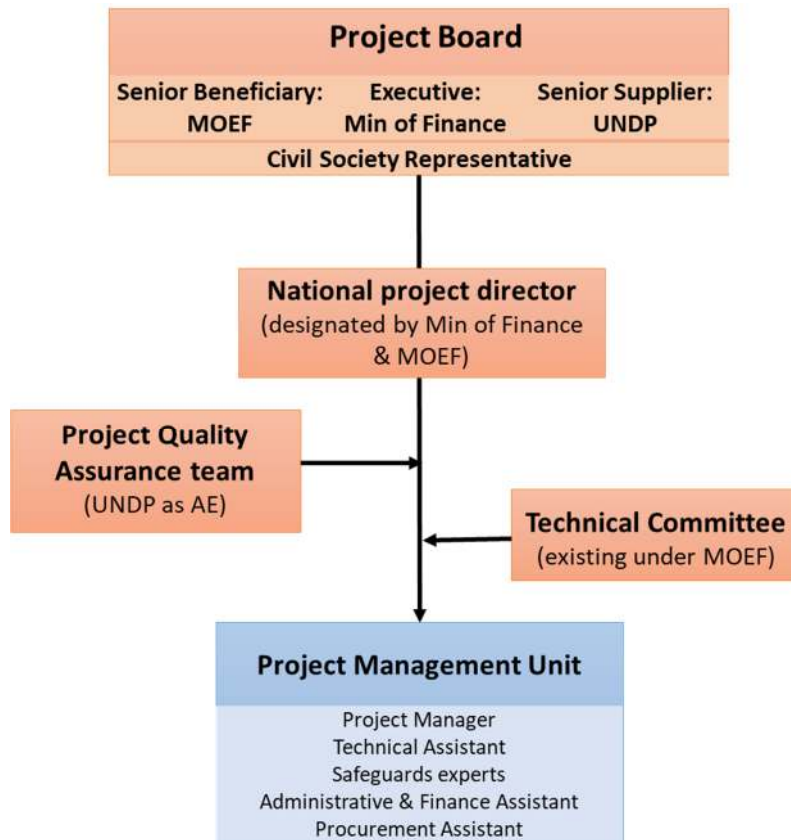 Project Board
Senior Beneficiary: Executive: Senior Supplier:
MOEF Min of Finance UNDP
Civil Society Representative
National project director
(designated by Min of Finance
& MOEF)
Project Quality
Assurance team
(UNDP as AE)
Technical Committee
(existing under MOEF)
Project Management Unit
Project Manager
Technical Assistant
Safeguards experts
Administrative & Finance Assistant
Procurement Assistant